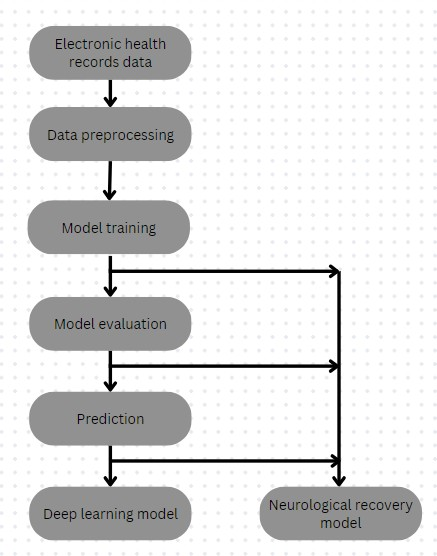 Electronic health
records data
Data preprocessing
Model training
Model evaluation
Prediction
Deep learning model
Neurological recovery
model